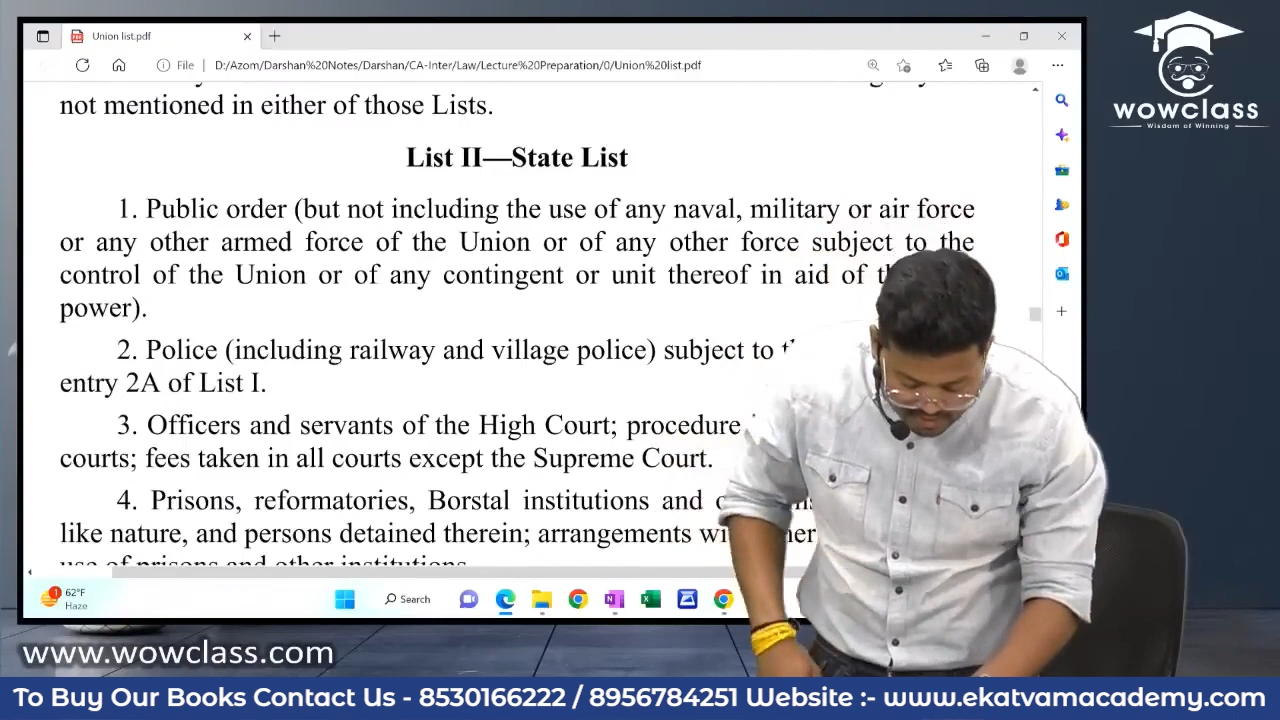 Union list.pdf
File
D:/Azom/Darshan%20Notes/Darshan/CA-Inter/Law/Lecture%20Preparation/0/Union%20list.pdf
not mentioned in either of those Lists.
List II—State List
1. Public order (but not including the use of any naval, military or air force
or any other armed force of the Union or of any other force subject to the
control of the Union or of any contingent or unit thereof in aid of
power).
2. Police (including railway and village police) subject to
entry 2A of List I.
3. Officers and servants of the High Court; procedure
courts; fees taken in all courts except the Supreme Court.
4. Prisons, reformatories, Borstal institutions and
like nature, and persons detained therein; arrangements
use of prisons and other institutions
1
62°F
Haze
Search
wowclass
Wisdom of Winning
www.wowclass.com
To Buy Our Books Contact Us - 8530166222 / 8956784251 Website :- www.ekatvamacademy.com